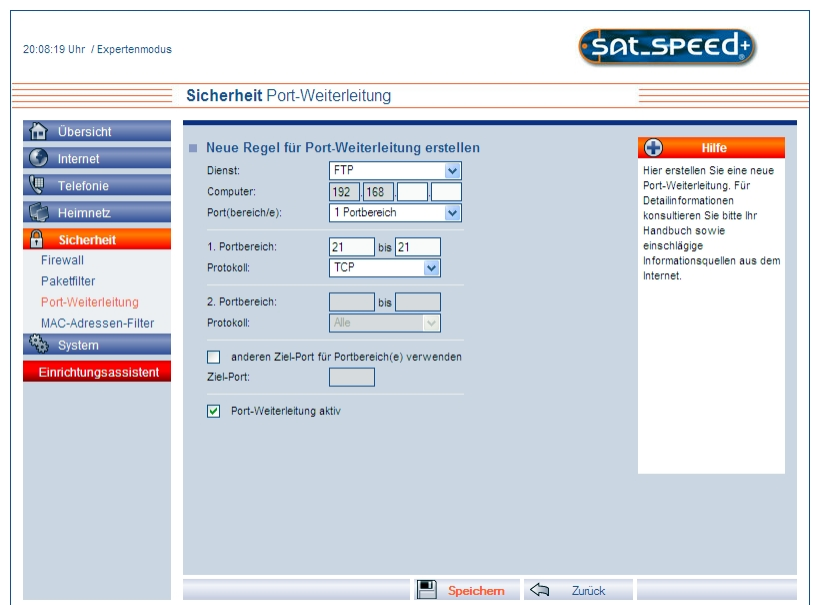 20:08:19 Uhr / Expertenmodus
sat_speed+
Sicherheit Port-Weiterleitung
Übersicht
Internet
Telefonie
Heimnetz
Sicherheit
Firewall
Paketfilter
Port-Weiterleitung
MAC-Adressen-Filter
System
Einrichtungsassistent
Neue Regel für Port-Weiterleitung erstellen
Dienst: FTP
Computer: 192 . 168 . .
Port(bereich/e): 1 Portbereich
1. Portbereich: 21 bis 21
Protokoll: TCP
2. Portbereich: bis
Protokoll: Alle
anderen Ziel-Port für Portbereich(e) verwenden
Ziel-Port:
Port-Weiterleitung aktiv
Hilfe
Hier erstellen Sie eine neue
Port-Weiterleitung. Für
Detailinformationen
konsultieren Sie bitte Ihr
Handbuch sowie
einschlägige
Informationsquellen aus dem
Internet.
Speichern
Zurück